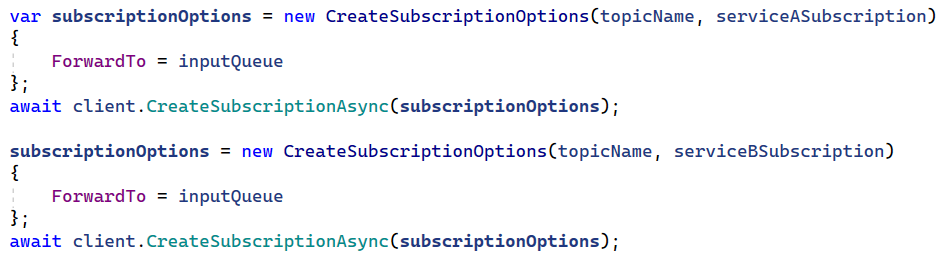 var subscriptionOptions = new CreateSubscriptionOptions(topicName, serviceASubscription)
{
    ForwardTo = inputQueue
};
await client.CreateSubscriptionAsync(subscriptionOptions);

subscriptionOptions = new CreateSubscriptionOptions(topicName, serviceBSubscription)
{
    ForwardTo = inputQueue
};
await client.CreateSubscriptionAsync(subscriptionOptions);